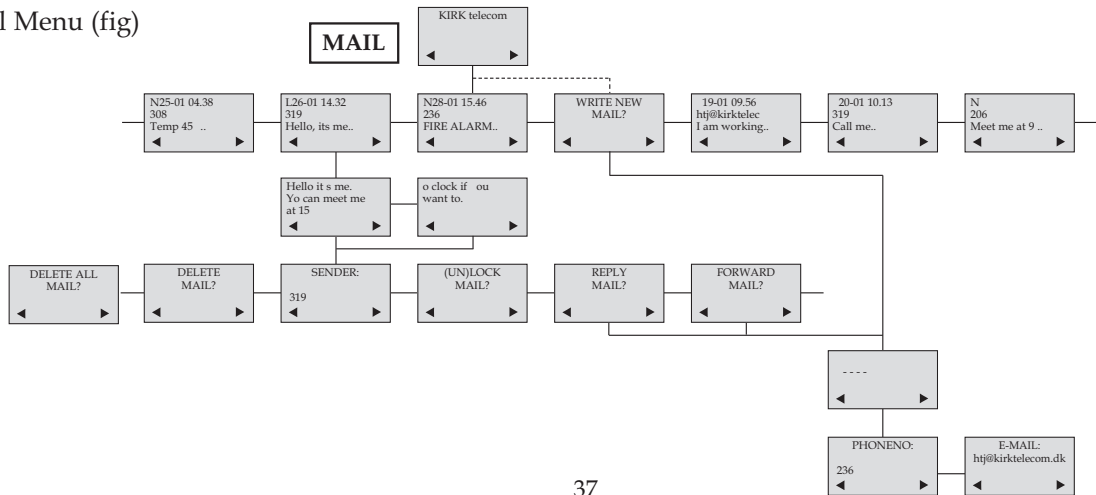 l Menu (fig)
MAIL
KIRK telecom
N25-01 04.38
308
Temp 45 ..
L26-01 14.32
319
Hello, its me..
N28-01 15.46
236
FIRE ALARM..
WRITE NEW
MAIL?
19-01 09.56
htj@kirktelec
I am working..
20-01 10.13
319
Call me..
N
206
Meet me at 9 ..
Hello it s me.
Yo can meet me
at 15
o clock if ou
want to.
DELETE ALL
MAIL?
DELETE
MAIL?
SENDER:
319
(UN)LOCK
MAIL?
REPLY
MAIL?
FORWARD
MAIL?
- - - -
PHONENO:
236
E-MAIL:
htj@kirktelecom.dk
37